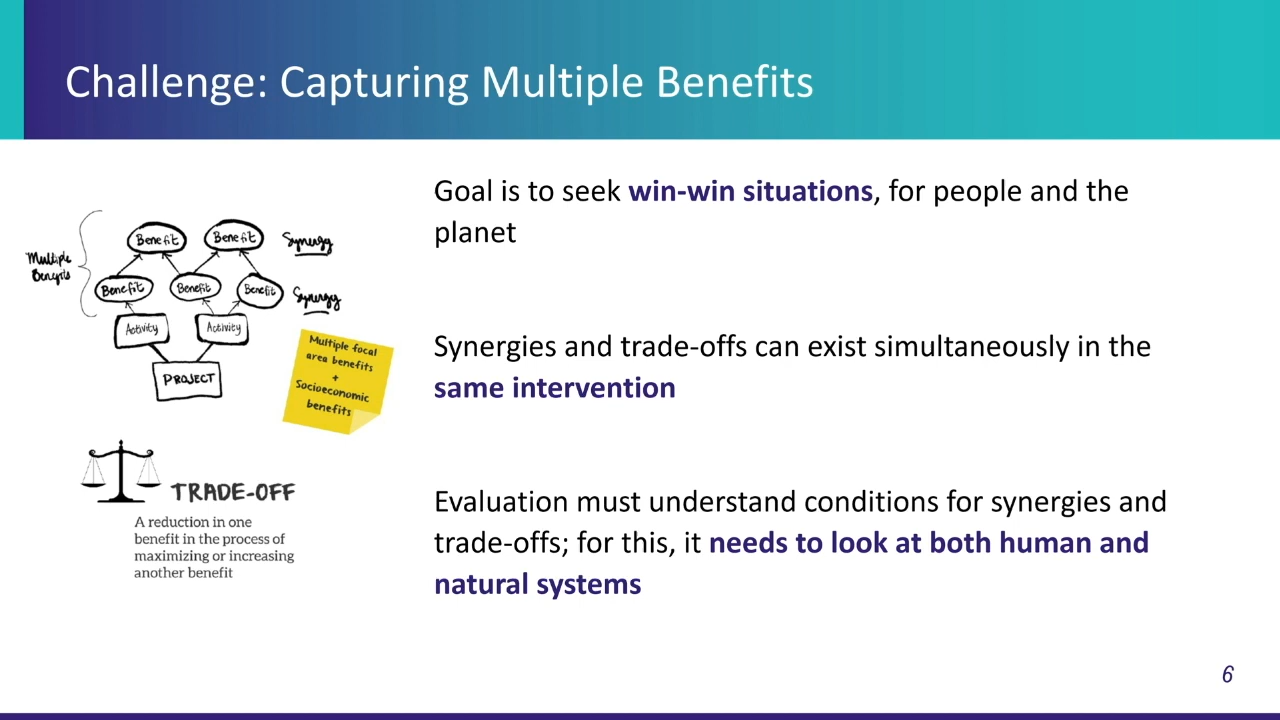 Challenge: Capturing Multiple Benefits
Goal is to seek win-win situations, for people and the
planet
Synergies and trade-offs can exist simultaneously in the
same intervention
Evaluation must understand conditions for synergies and
trade-offs; for this, it needs to look at both human and
natural systems
Multiple
Benefits
Benefit Benefit Synergy
Benefit Benefit Benefit Synergy
Activity Activity
PROJECT
Multiple focal
area benefits
+
Socioeconomic
benefits
TRADE-OFF
A reduction in one
benefit in the process of
maximizing or increasing
another benefit
6